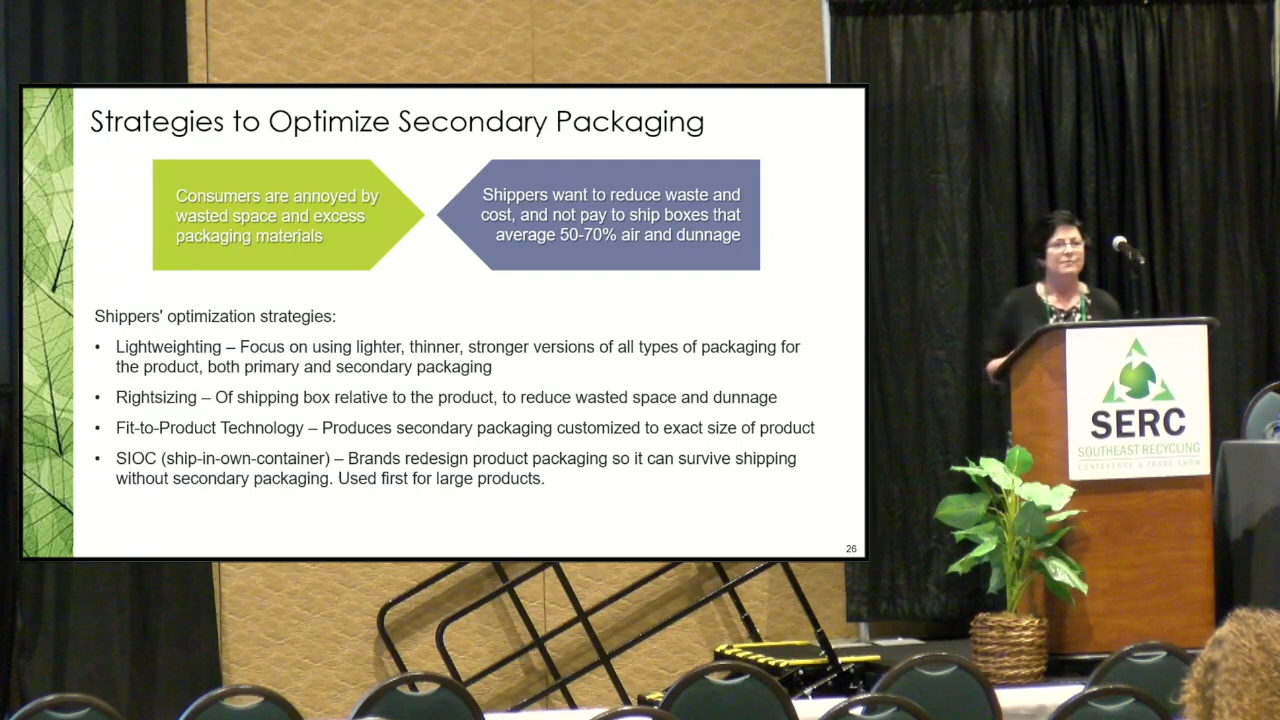 Strategies to Optimize Secondary Packaging
Consumers are annoyed by
wasted space and excess
packaging materials
Shippers want to reduce waste and
cost, and not pay to ship boxes that
average 50-70% air and dunnage
Shippers' optimization strategies:
• Lightweighting – Focus on using lighter, thinner, stronger versions of all types of packaging for
the product, both primary and secondary packaging
• Rightsizing – Of shipping box relative to the product, to reduce wasted space and dunnage
• Fit-to-Product Technology – Produces secondary packaging customized to exact size of product
• SIOC (ship-in-own-container) – Brands resesign product packaging so it can survive shipping
without secondary packaging. Used first for large products.
26
SERC
SOUTHEAST RECYCLING
CONFERENCE & TRADE SHOW